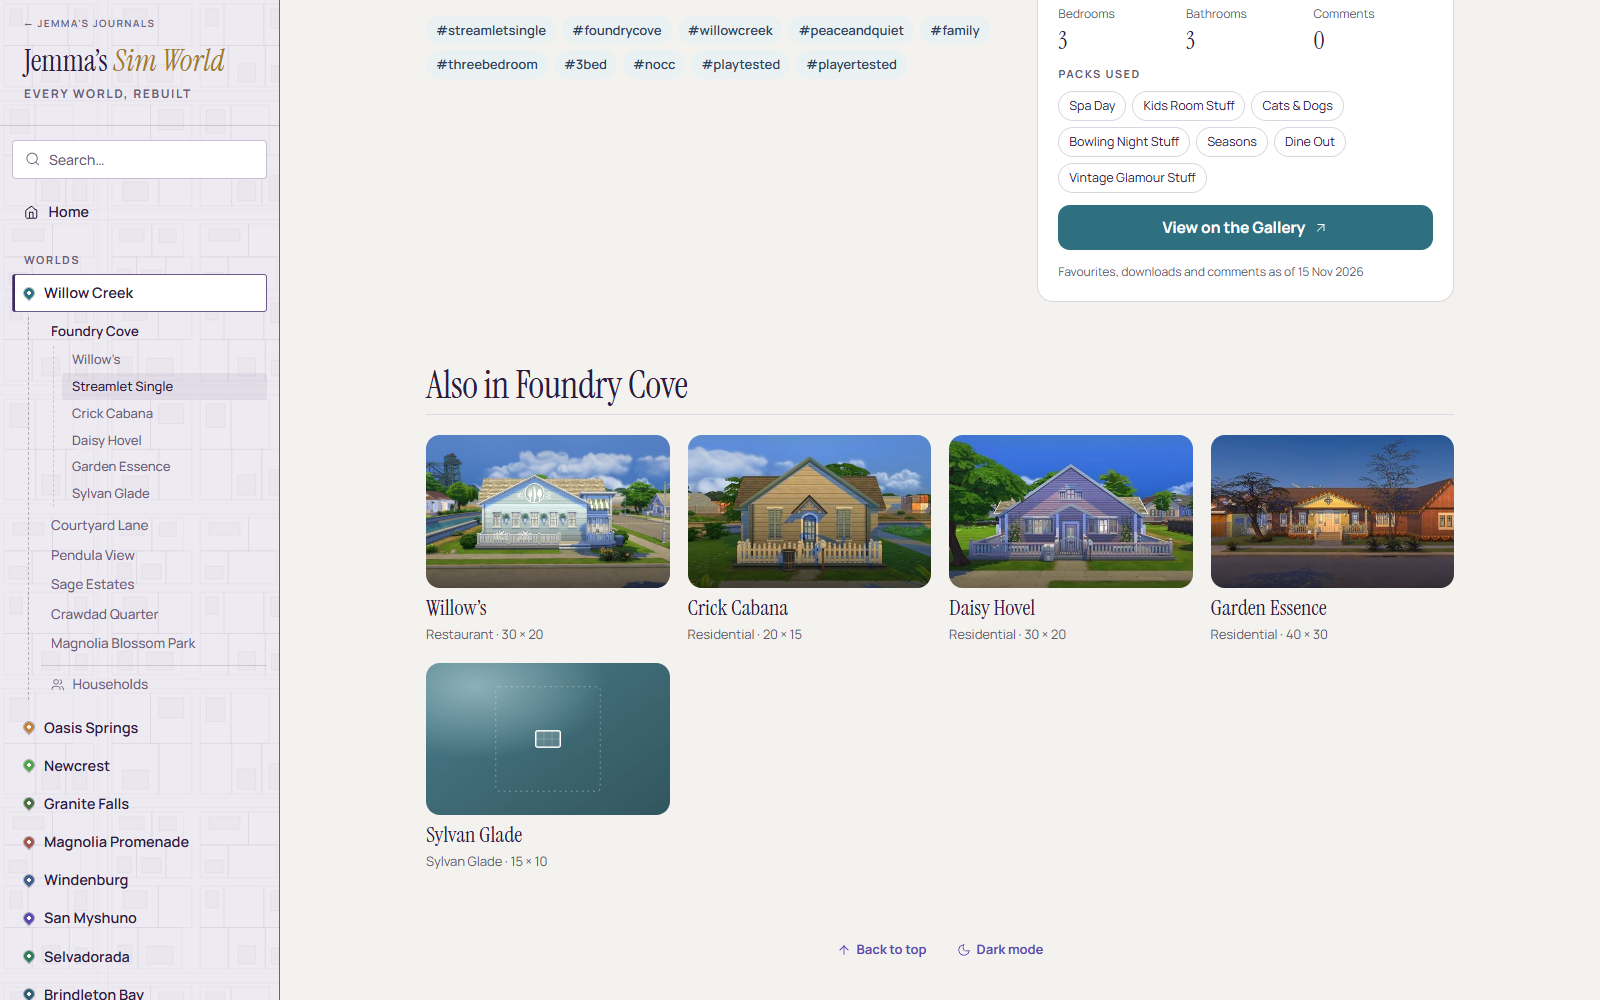 ← JEMMA'S JOURNALS
Jemma's Sim World
EVERY WORLD, REBUILT
Search...
Home
WORLDS
Willow Creek
Foundry Cove
Willow's
Streamlet Single
Crick Cabana
Daisy Hovel
Garden Essence
Sylvan Glade
Courtyard Lane
Pendula View
Sage Estates
Crawdad Quarter
Magnolia Blossom Park
Households
Oasis Springs
Newcrest
Granite Falls
Magnolia Promenade
Windenburg
San Myshuno
Selvadorada
Brindleton Bay
#streamletsingle #foundrycove #willowcreek #peaceandquiet #family
#threebedroom #3bed #nocc #playtested #playertested
Bedrooms Bathrooms Comments
3 3 0
PACKS USED
Spa Day Kids Room Stuff Cats & Dogs
Bowling Night Stuff Seasons Dine Out
Vintage Glamour Stuff
View on the Gallery
Favourites, downloads and comments as of 15 Nov 2026
Also in Foundry Cove
Willow's
Restaurant · 30 × 20
Crick Cabana
Residential · 20 × 15
Daisy Hovel
Residential · 30 × 20
Garden Essence
Residential · 40 × 30
Sylvan Glade
Sylvan Glade · 15 × 10
Back to top Dark mode